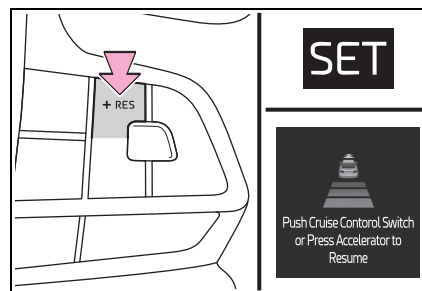 + RES
SET
Push Cruise Contorol Switch
or Press Accelerator to
Resume